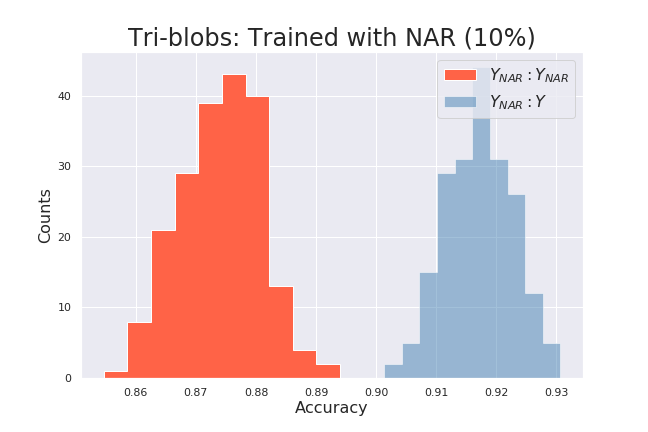 Tri-blobs: Trained with NAR (10%)
Y_NAR : Y_NAR
Y_NAR : Y
Counts
40
30
20
10
0
0.86 0.87 0.88 0.89 0.90 0.91 0.92 0.93
Accuracy